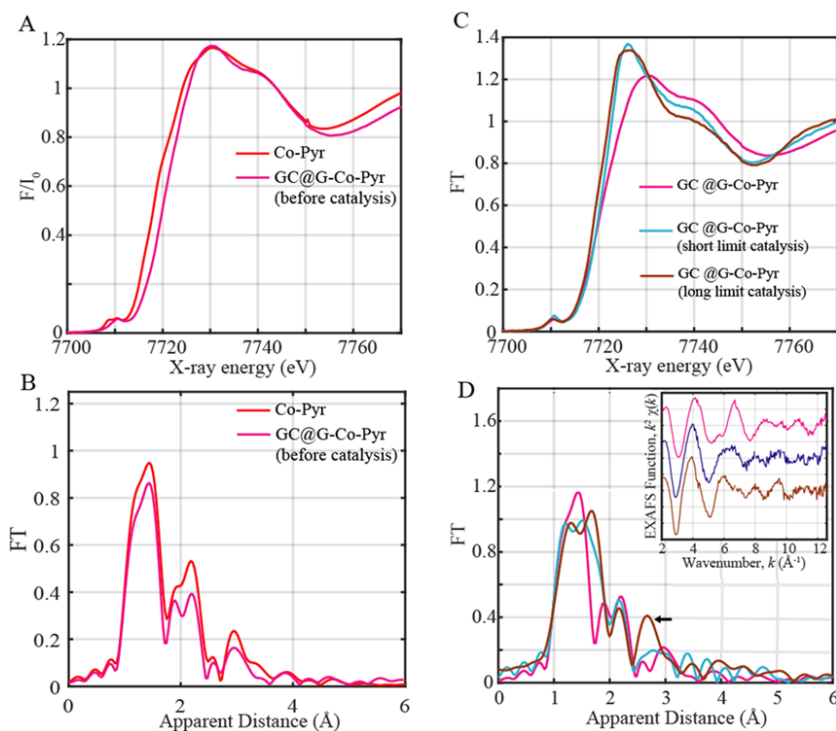 A
1.2
1
0.8
0.6
0.4
0.2
0
F/I₀
Co-Pyr
GC@G-Co-Pyr
(before catalysis)
7700
7720
7740
7760
X-ray energy (eV)
C
1.4
1.2
1
0.8
0.6
0.4
0.2
0
FT
GC @G-Co-Pyr
GC @G-Co-Pyr
(short limit catalysis)
GC @G-Co-Pyr
(long limit catalysis)
7700
7720
7740
7760
X-ray energy (eV)
B
1.2
1
0.8
0.6
0.4
0.2
0
FT
Co-Pyr
GC@G-Co-Pyr
(before catalysis)
0
2
4
6
Apparent Distance (Å)
D
1.6
1.2
0.8
0.4
0
FT
EXAFS Function, k² χ(k)
2 4 6 8 10 12
Wavenumber, k (Å⁻¹)
0 1 2 3 4 5 6
Apparent Distance (Å)